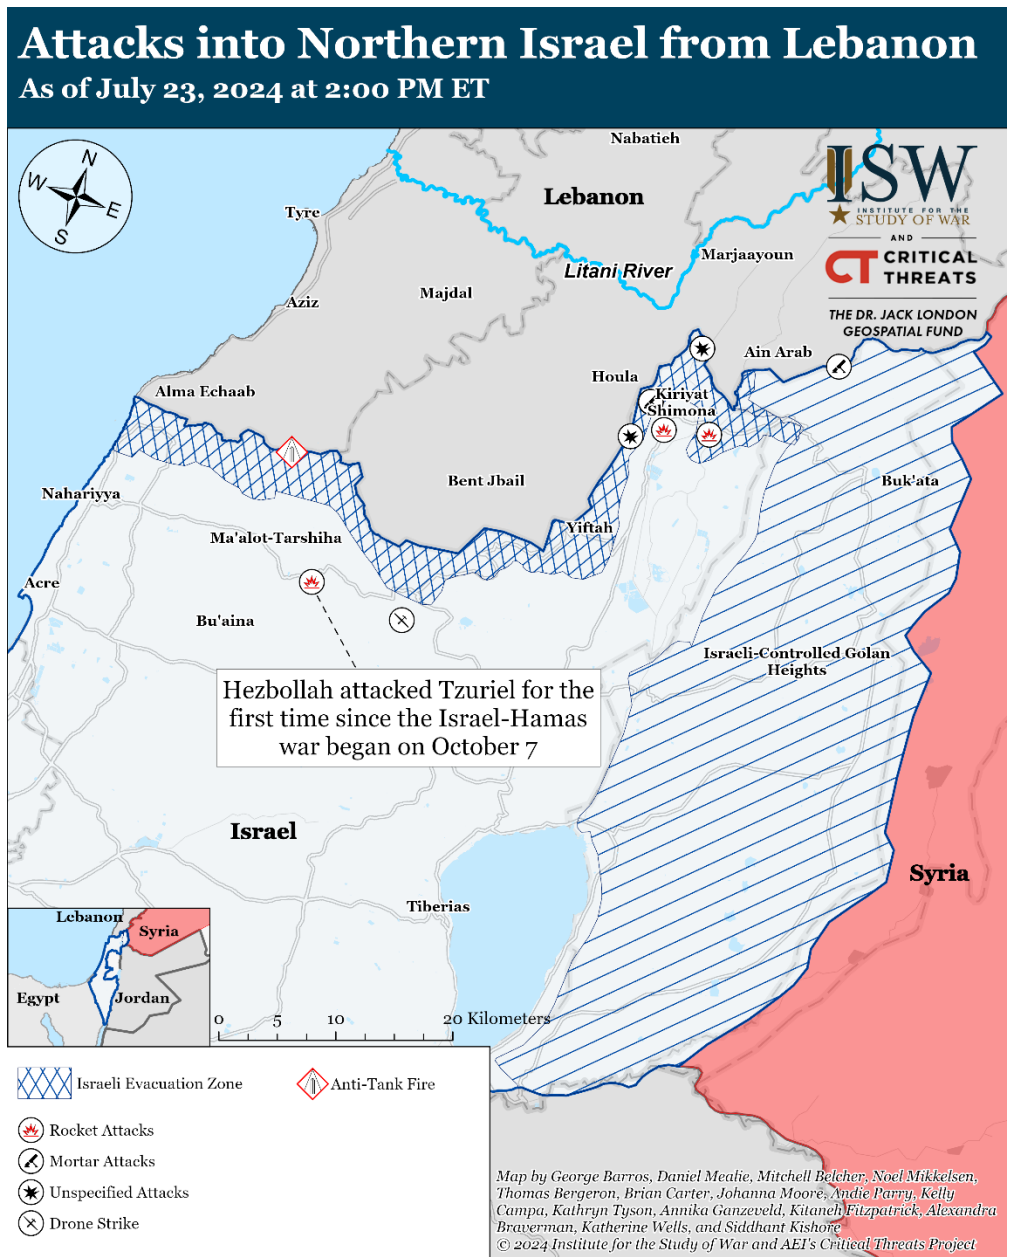 Attacks into Northern Israel from Lebanon
As of July 23, 2024 at 2:00 PM ET
N
W
E
S
Nabatieh
Lebanon
ISW
INSTITUTE FOR THE
STUDY OF WAR
AND
CT CRITICAL
THREATS
THE DR. JACK LONDON
GEOSPATIAL FUND
Tyre
Marjaayoun
Litani River
Majdal
Aziz
Ain Arab
Houla
Alma Echaab
Kiriyat
Shimona
Bent Jbail
Buk'ata
Nahariyya
Yiftah
Ma'alot-Tarshiha
Acre
Bu'aina
Israeli-Controlled Golan
Heights
Hezbollah attacked Tzuriel for the
first time since the Israel-Hamas
war began on October 7
Israel
Syria
Tiberias
Lebanon
Syria
Egypt
Jordan
0 5 10 20 Kilometers
Israeli Evacuation Zone
Anti-Tank Fire
Rocket Attacks
Mortar Attacks
Unspecified Attacks
Drone Strike
Map by George Barros, Daniel Mealie, Mitchell Belcher, Noel Mikkelsen,
Thomas Bergeron, Brian Carter, Johanna Moore, Andie Parry, Kelly
Campa, Kathryn Tyson, Annika Ganzeveld, Kitaneh Fitzpatrick, Alexandra
Braverman, Katherine Wells, and Siddhant Kishore
© 2024 Institute for the Study of War and AEI's Critical Threats Project